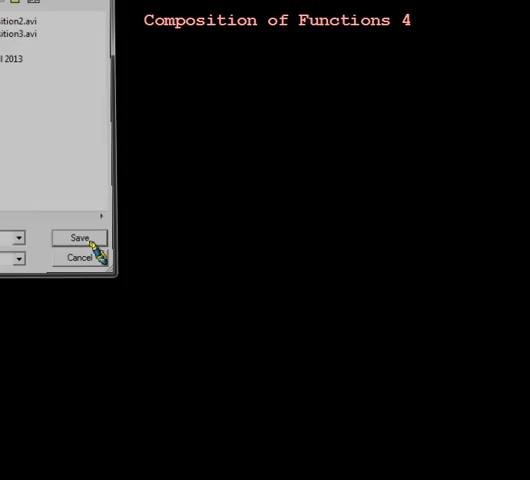 Composition of Functions 4
ition2.avi
ition3.avi
l 2013
Save
Cancel